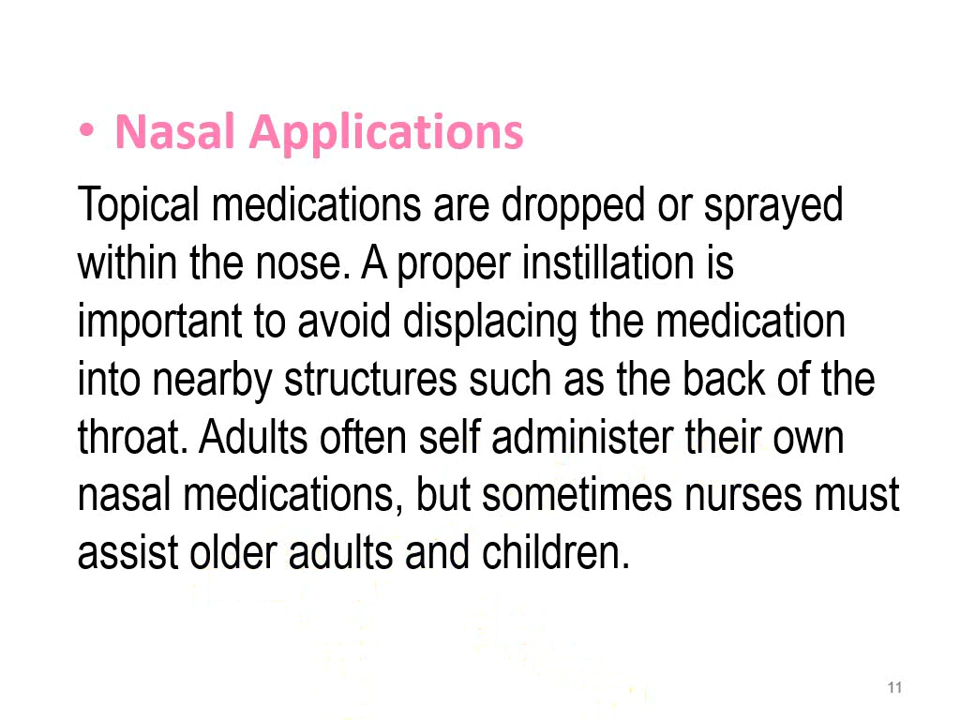 • Nasal Applications
Topical medications are dropped or sprayed
within the nose. A proper instillation is
important to avoid displacing the medication
into nearby structures such as the back of the
throat. Adults often self administer their own
nasal medications, but sometimes nurses must
assist older adults and children.
11